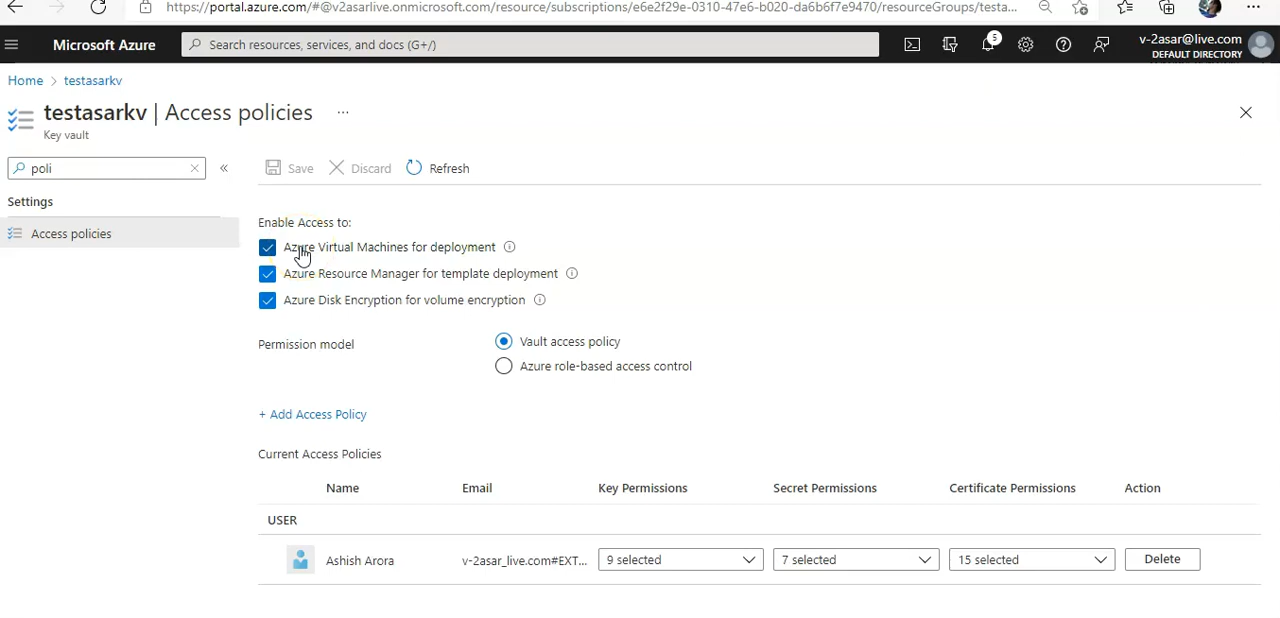 https://portal.azure.com/#@v2asarlive.onmicrosoft.com/resource/subscriptions/e6e2f29e-0310-47e6-b020-da6b6f7e9470/resourceGroups/testa...
Microsoft Azure
Search resources, services, and docs (G+/)
5
v-2asar@live.com
DEFAULT DIRECTORY
Home > testasarkv
testasarkv | Access policies ...
Key vault
poli
«
Save Discard Refresh
Settings
Access policies
Enable Access to:
Azure Virtual Machines for deployment
Azure Resource Manager for template deployment
Azure Disk Encryption for volume encryption
Permission model
Vault access policy
Azure role-based access control
+ Add Access Policy
Current Access Policies
Name Email Key Permissions Secret Permissions Certificate Permissions Action
USER
Ashish Arora v-2asar_live.com#EXT... 9 selected 7 selected 15 selected Delete